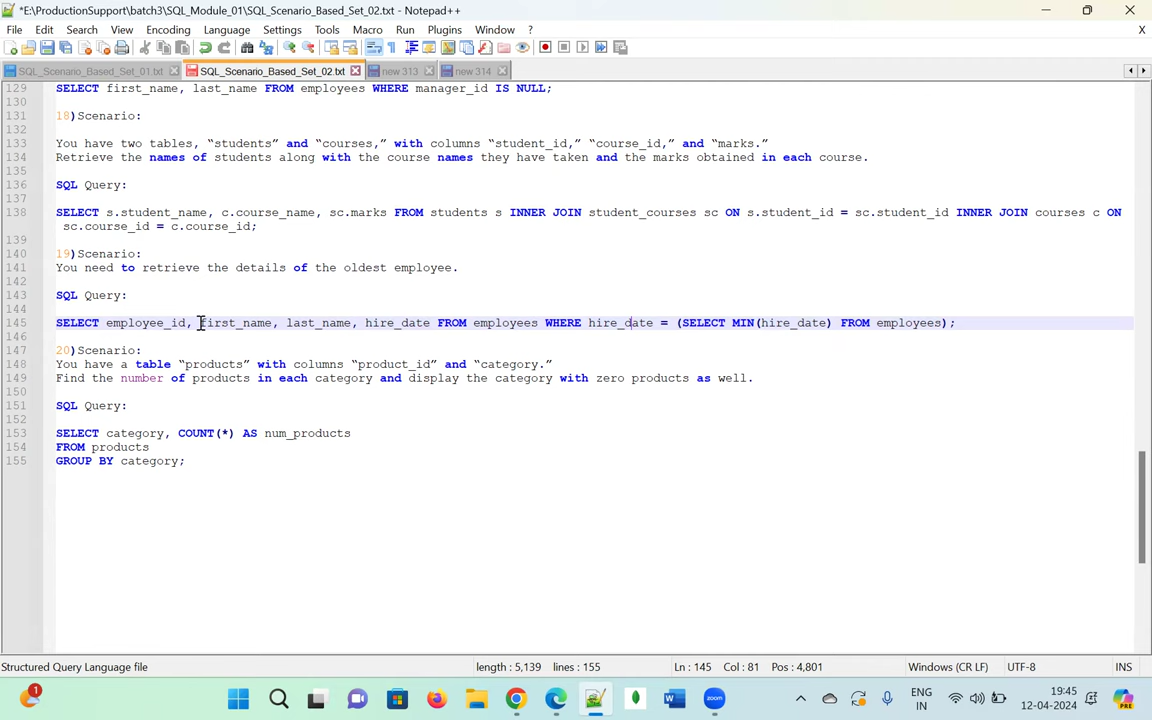 *E:\ProductionSupport\batch3\SQL_Module_01\SQL_Scenario_Based_Set_02.txt - Notepad++
File Edit Search View Encoding Language Settings Tools Macro Run Plugins Window ? X
SQL_Scenario_Based_Set_01.txt SQL_Scenario_Based_Set_02.txt new 313 new 314
129 SELECT first_name, last_name FROM employees WHERE manager_id IS NULL;
130
131 18)Scenario:
132
133 You have two tables, “students” and “courses,” with columns “student_id,” “course_id,” and “marks.”
134 Retrieve the names of students along with the course names they have taken and the marks obtained in each course.
135
136 SQL Query:
137
138 SELECT s.student_name, c.course_name, sc.marks FROM students s INNER JOIN student_courses sc ON s.student_id = sc.student_id INNER JOIN courses c ON
sc.course_id = c.course_id;
139
140 19)Scenario:
141 You need to retrieve the details of the oldest employee.
142
143 SQL Query:
144
145 SELECT employee_id, first_name, last_name, hire_date FROM employees WHERE hire_date = (SELECT MIN(hire_date) FROM employees);
146
147 20)Scenario:
148 You have a table “products” with columns “product_id” and “category.”
149 Find the number of products in each category and display the category with zero products as well.
150
151 SQL Query:
152
153 SELECT category, COUNT(*) AS num_products
154 FROM products
155 GROUP BY category;
Structured Query Language file length : 5,139 lines : 155 Ln : 145 Col : 81 Pos : 4,801 Windows (CR LF) UTF-8 INS
1 ENG IN 19:45 12-04-2024 PRE